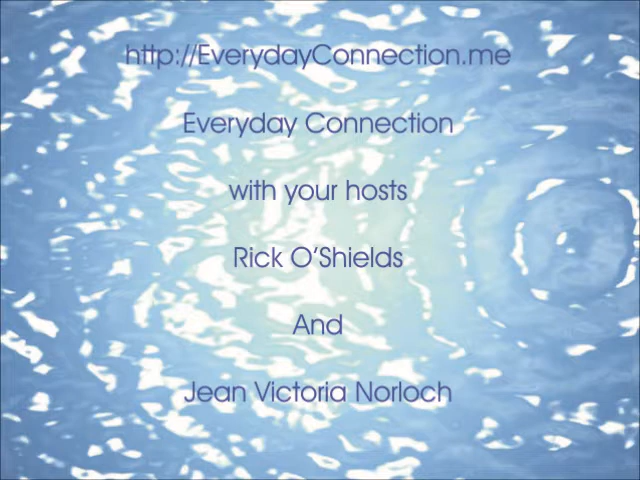 http://EverydayConnection.me
Everyday Connection
with your hosts
Rick O'Shields
And
Jean Victoria Norloch